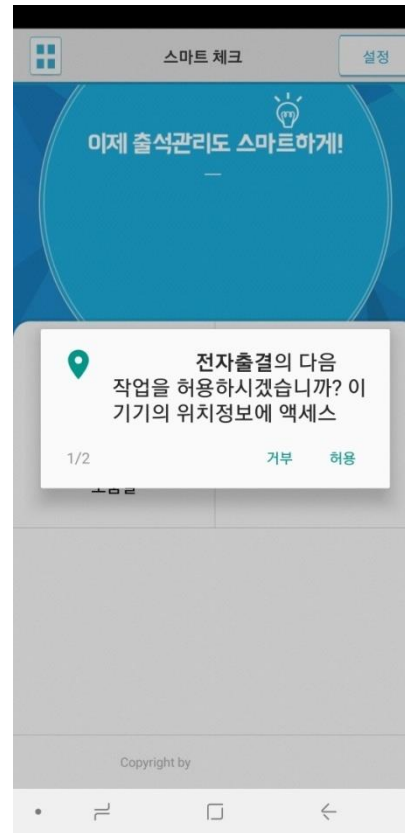 스마트 체크
설정
이제 출석관리도 스마트하게!
전자출결의 다음
작업을 허용하시겠습니까? 이
기기의 위치정보에 액세스
1/2
거부
허용
Copyright by